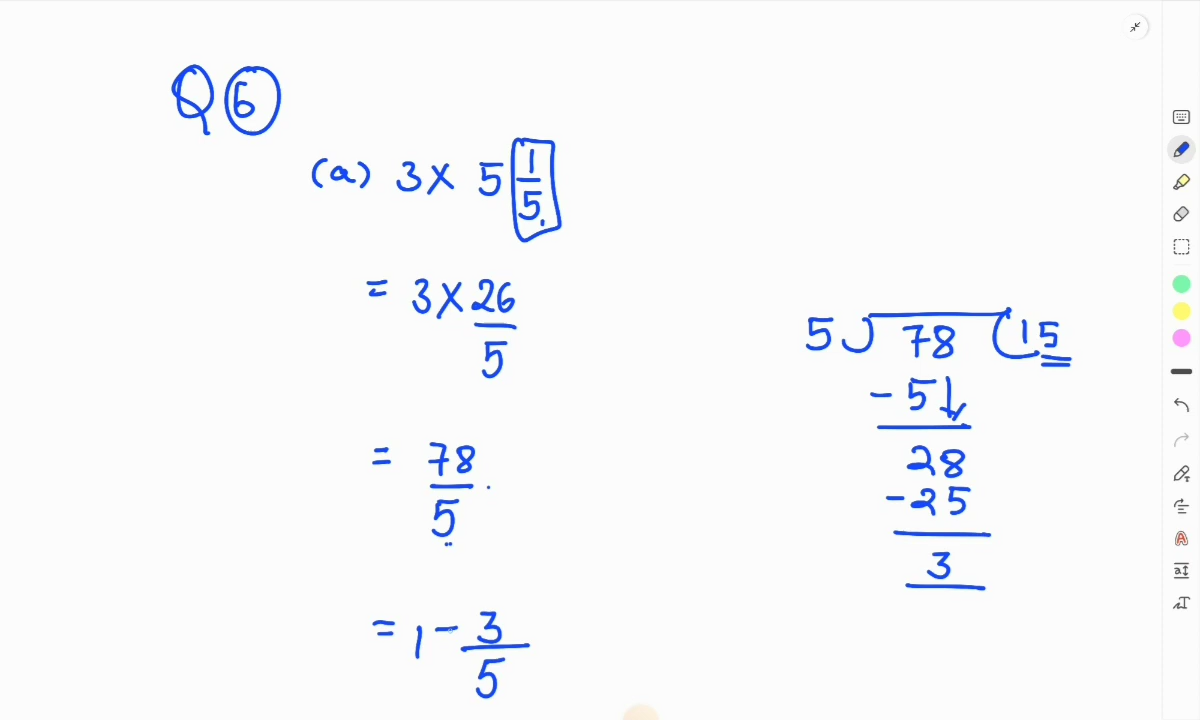 Q 6
(a) 3 × 5 1/5
= 3 × 26/5
= 78/5
= 1 - 3/5
5 ) 78 ( 15
- 5↓
28
- 25
3